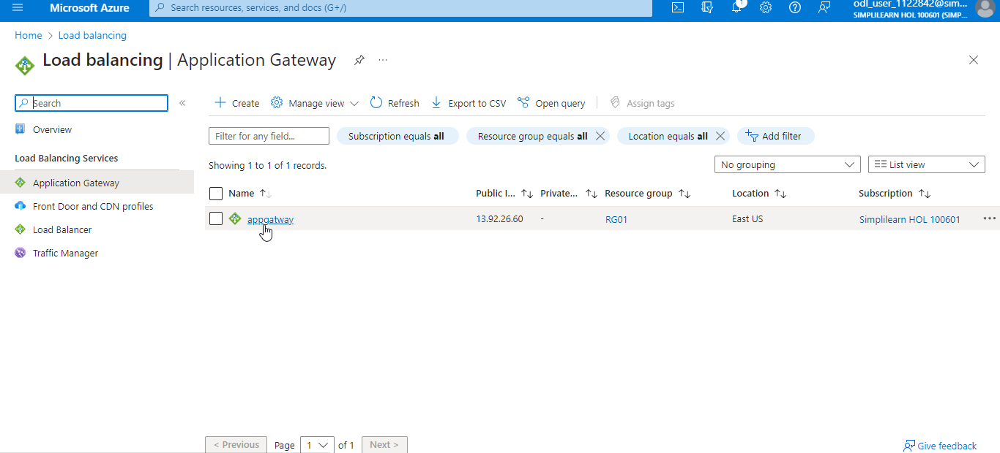 Microsoft Azure
Search resources, services, and docs (G+/)
1
odl_user_1122842@sim...
SIMPLILEARN HOL 100601 (SIMP...
Home > Load balancing
Load balancing | Application Gateway
...
Search
«
Create
Manage view
Refresh
Export to CSV
Open query
Assign tags
Overview
Filter for any field...
Subscription equals all
Resource group equals all
Location equals all
Add filter
Load Balancing Services
Showing 1 to 1 of 1 records.
No grouping
List view
Application Gateway
Name
Public I...
Private...
Resource group
Location
Subscription
Front Door and CDN profiles
appgatway
13.92.26.60
-
RG01
East US
Simplilearn HOL 100601
Load Balancer
Traffic Manager
< Previous
Page
1
of 1
Next >
Give feedback